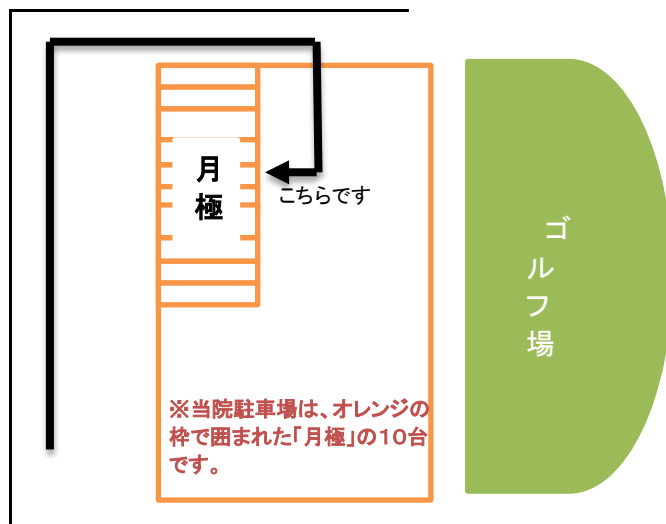 月極
こちらです
ゴルフ場
※当院駐車場は、オレンジの
枠で囲まれた「月極」の10台
です。